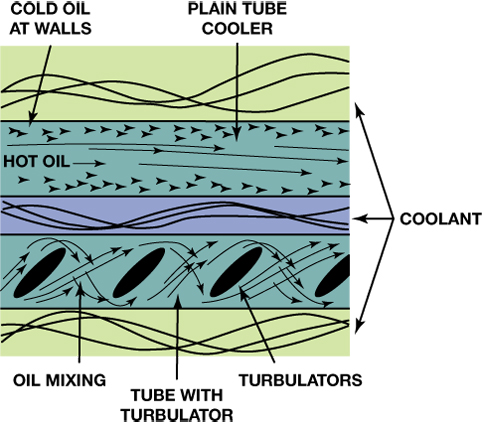 COLD OIL
AT WALLS
PLAIN TUBE
COOLER
HOT OIL
COOLANT
OIL MIXING
TUBE WITH
TURBULATOR
TURBULATORS